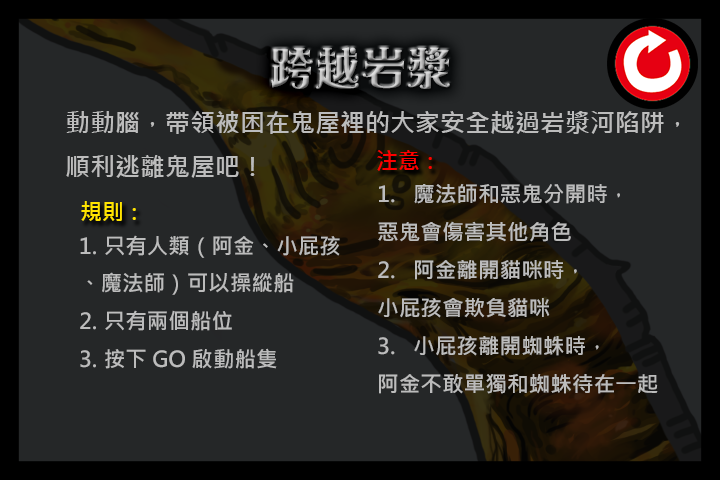 跨越岩漿
動動腦，帶領被困在鬼屋裡的大家安全越過岩漿河陷阱，
順利逃離鬼屋吧！
規則：
1. 只有人類（阿金、小屁孩
、魔法師）可以操縱船
2. 只有兩個船位
3. 按下 GO 啟動船隻
注意：
1. 魔法師和惡鬼分開時，
惡鬼會傷害其他角色
2. 阿金離開貓咪時，
小屁孩會欺負貓咪
3. 小屁孩離開蜘蛛時，
阿金不敢單獨和蜘蛛待在一起